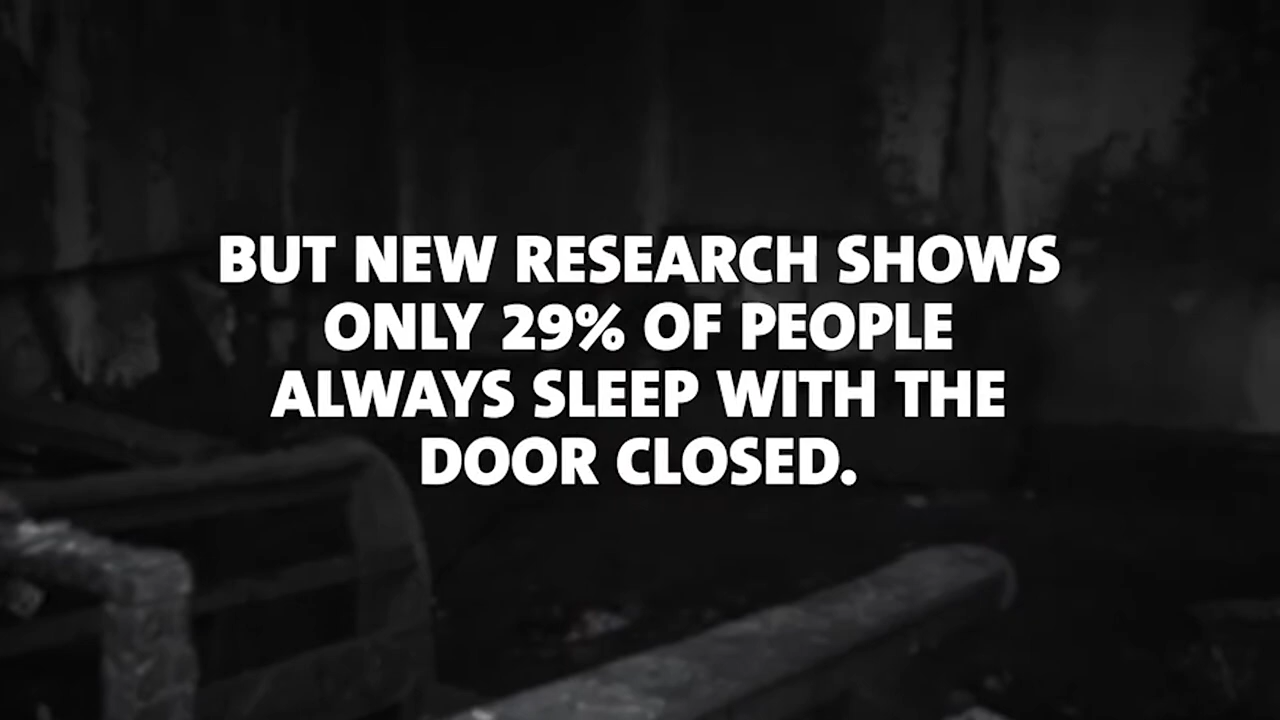 BUT NEW RESEARCH SHOWS
ONLY 29% OF PEOPLE
ALWAYS SLEEP WITH THE
DOOR CLOSED.